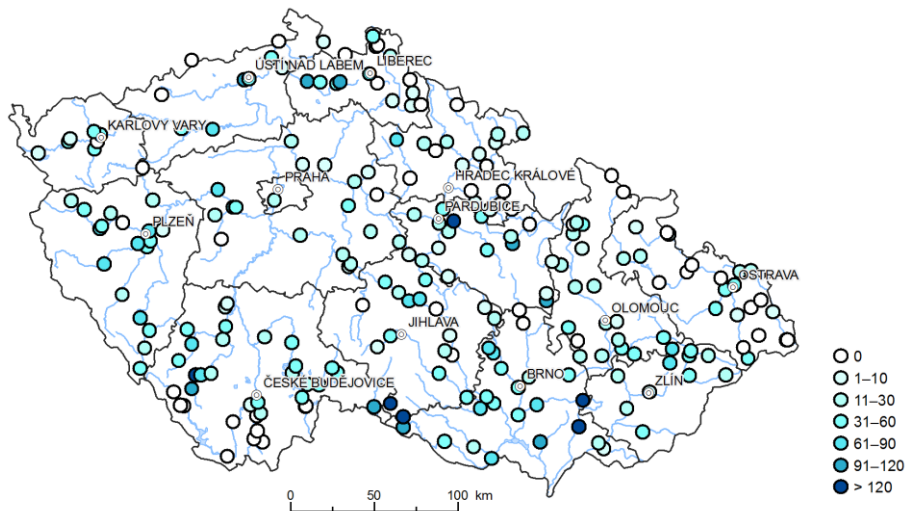 ÚSTÍ NAD LABEM
LIBEREC
KARLOVY VARY
PRAHA
HRADEC KRÁLOVÉ
PARDUBICE
PLZEŇ
OSTRAVA
OLOMOUC
JIHLAVA
BRNO
ZLÍN
ČESKÉ BUDĚJOVICE
0
1–10
11–30
31–60
61–90
91–120
> 120
0 50 100 km